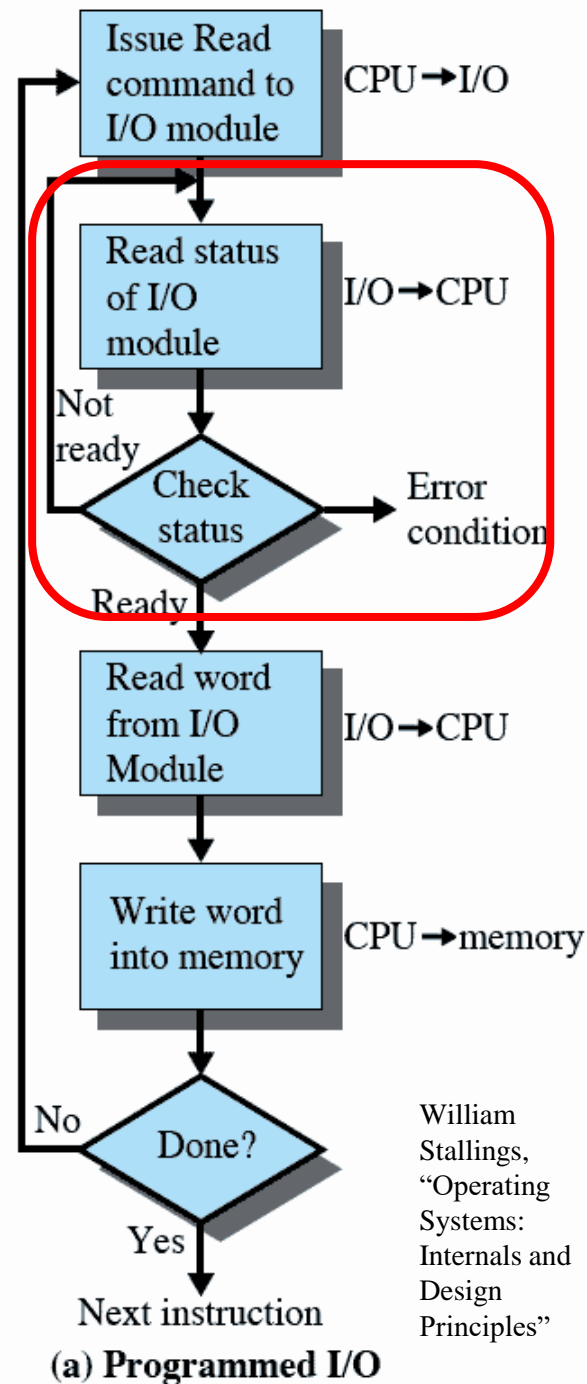 Issue Read
command to
I/O module
CPU→I/O
Read status
of I/O
module
I/O→CPU
Not
ready
Check
status
Error
condition
Ready
Read word
from I/O
Module
I/O→CPU
Write word
into memory
CPU→memory
No
Done?
Yes
Next instruction
William
Stallings,
“Operating
Systems:
Internals and
Design
Principles”
(a) Programmed I/O